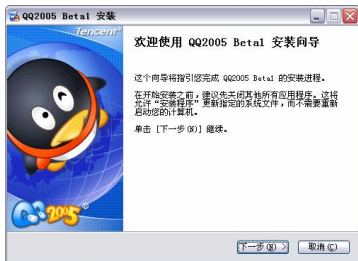 QQ2005 Beta1 安装
Tencent
欢迎使用 QQ2005 Beta1 安装向导
这个向导将指引您完成 QQ2005 Beta1 的安装进程。
在开始安装之前，建议先关闭其他所有应用程序。这将
允许“安装程序”更新指定的系统文件，而不需要重新
启动您的计算机。
单击 [下一步(N)] 继续。
QQ2005
下一步(N) >
取消(C)